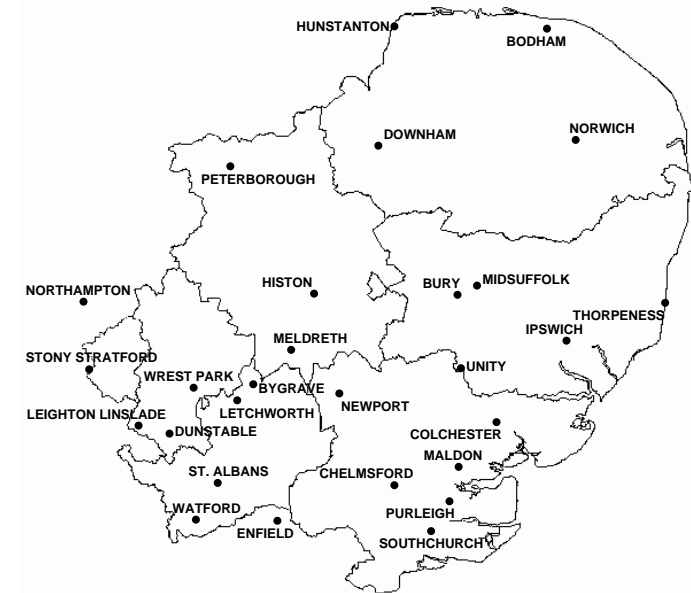 HUNSTANTON
BODHAM
DOWNHAM
NORWICH
PETERBOROUGH
HISTON
BURY
MIDSUFFOLK
NORTHAMPTON
THORPENESS
IPSWICH
MELDRETH
STONY STRATFORD
UNITY
WREST PARK
BYGRAVE
NEWPORT
LETCHWORTH
LEIGHTON LINSLADE
COLCHESTER
DUNSTABLE
MALDON
ST. ALBANS
CHELMSFORD
WATFORD
PURLEIGH
ENFIELD
SOUTHCHURCH